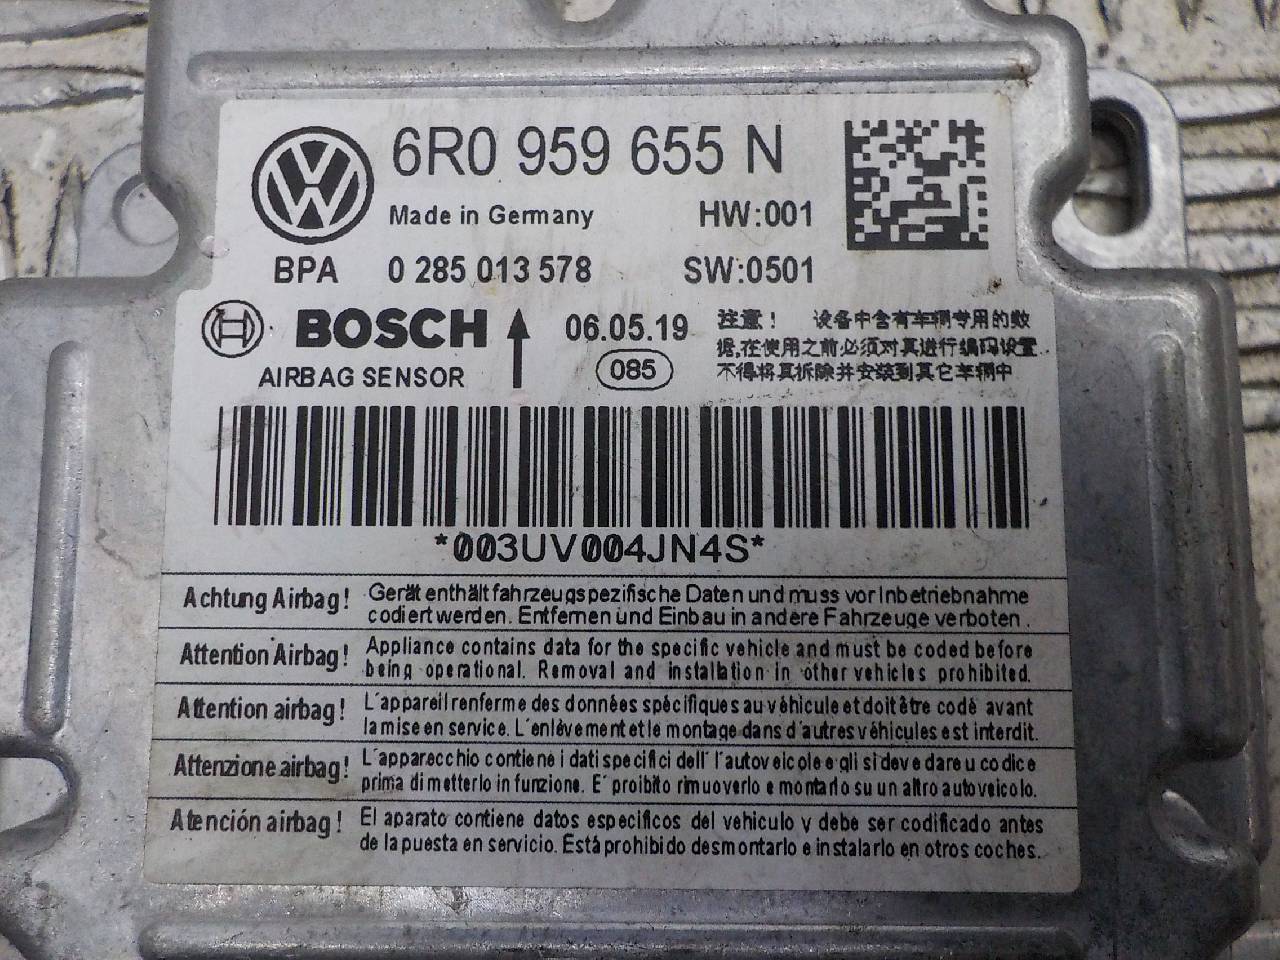 6R0 959 655 N
Made in Germany HW:001
BPA 0 285 013 578 SW:0501
BOSCH 06.05.19
AIRBAG SENSOR 085
注意！ 设备中含有车辆专用的数
据,在使用之前必须对其进行编码设置
不得将其拆除并安装到其它车辆中
*003UV004JN4S*
Achtung Airbag! Gerät enthält fahrzeugspezifische Daten und muss vor Inbetriebnahme
codiert werden. Entfernen und Einbau in andere Fahrzeuge verboten.
Attention Airbag! Appliance contains data for the specific vehicle and must be coded before
being operational. Removal and installation in other vehicles prohibited.
Attention airbag! L'appareil renferme des données spécifiques au véhicule et doit être codé avant
la mise en service. L'enlèvement et le montage dans d'autres véhicules est interdit.
Attenzione airbag! L'apparecchio contiene i dati specifici dell' l'autoveicolo e gli si deve dare u codice
prima di metterlo in funzione. E' proibito rimuoverlo e montarlo su un altro autoveicolo.
Atención airbag! El aparato contiene datos especificos del vehiculo y debe ser codificado antes
de la puesta en servicio. Está prohibido desmontarlo e instalarlo en otros coches.